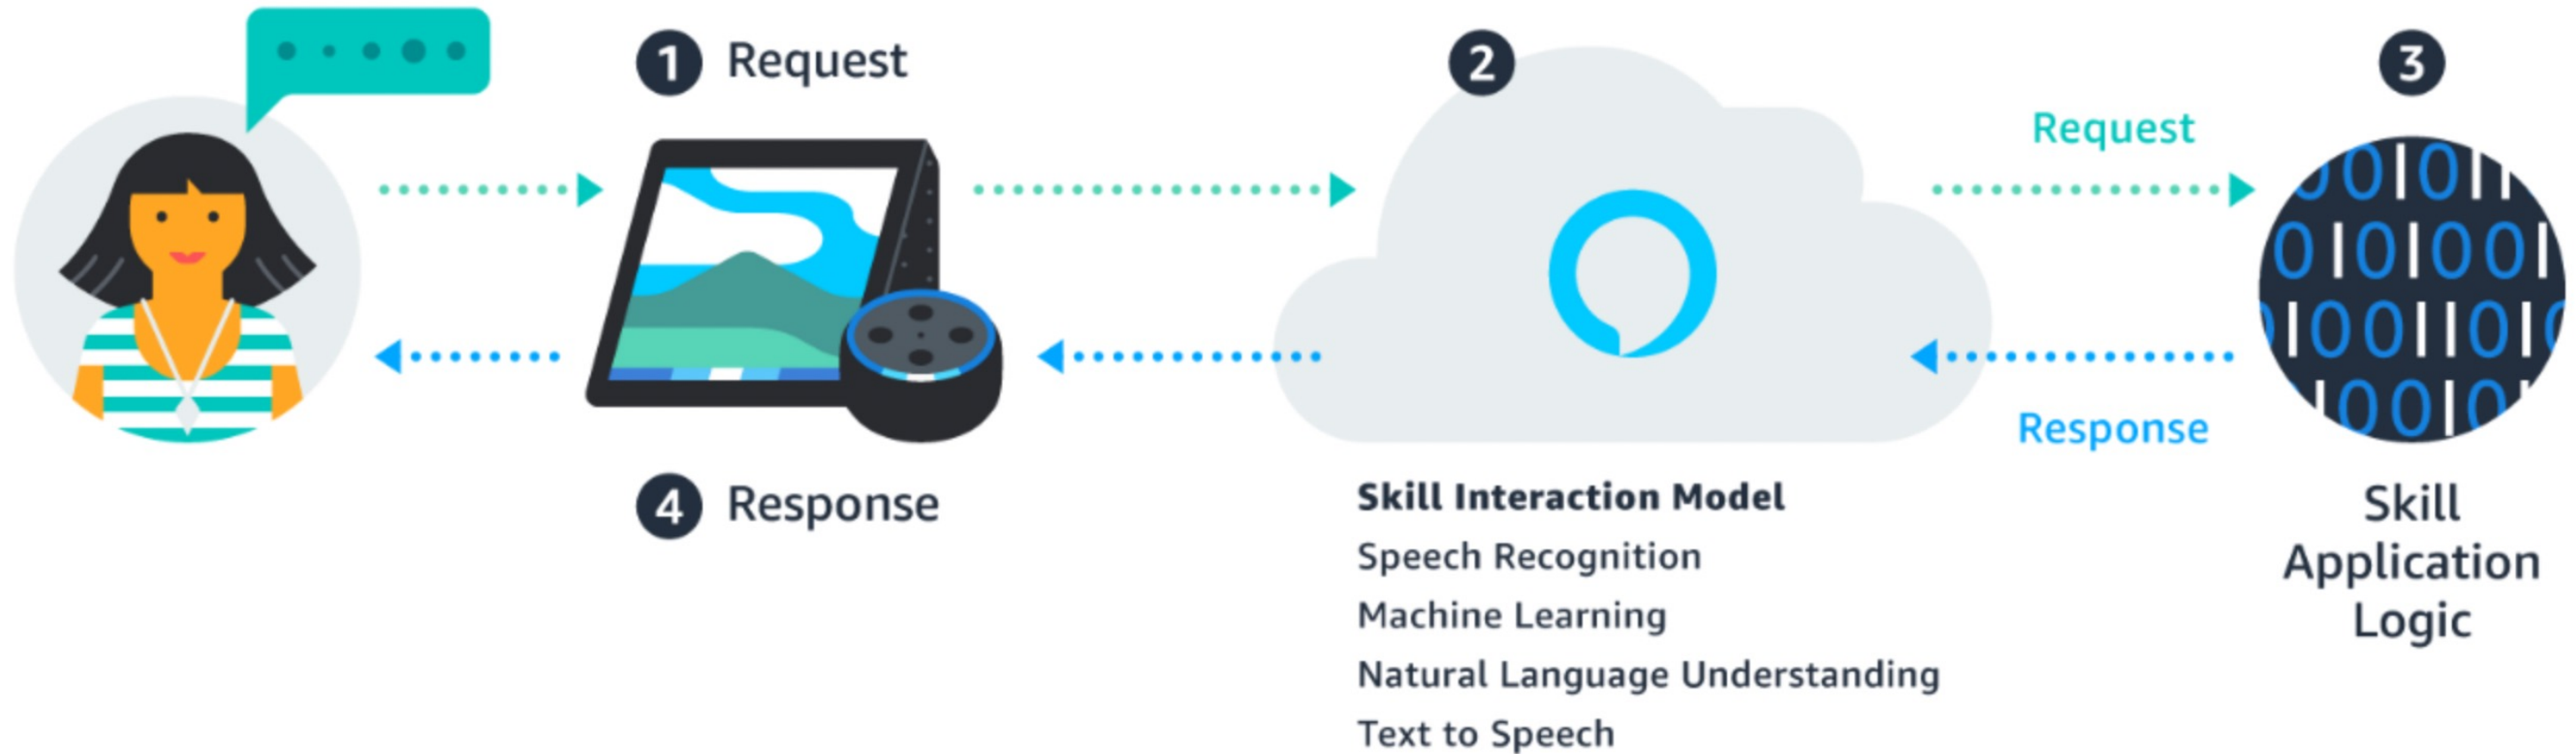 1 Request
2
3
Request
Response
4 Response
Skill Interaction Model
Speech Recognition
Machine Learning
Natural Language Understanding
Text to Speech
Skill
Application
Logic